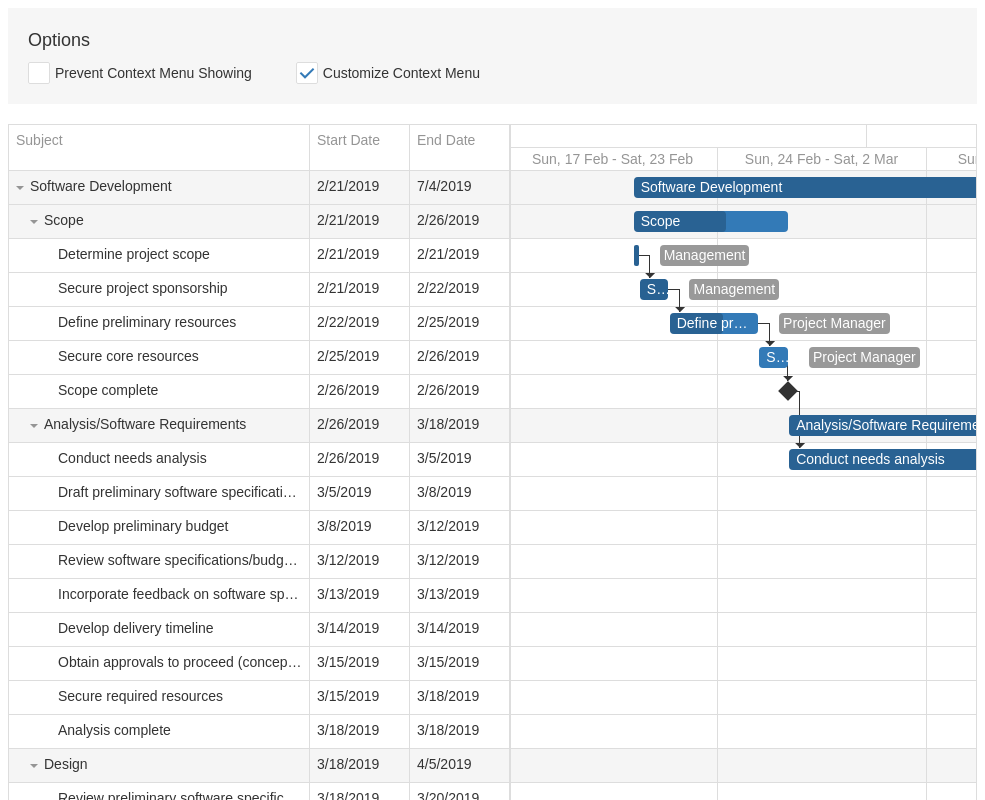 Options
Prevent Context Menu Showing
Customize Context Menu
Subject Start Date End Date
Sun, 17 Feb - Sat, 23 Feb Sun, 24 Feb - Sat, 2 Mar Su
Software Development 2/21/2019 7/4/2019 Software Development
Scope 2/21/2019 2/26/2019 Scope
Determine project scope 2/21/2019 2/21/2019 Management
Secure project sponsorship 2/21/2019 2/22/2019 S... Management
Define preliminary resources 2/22/2019 2/25/2019 Define pr... Project Manager
Secure core resources 2/25/2019 2/26/2019 S... Project Manager
Scope complete 2/26/2019 2/26/2019
Analysis/Software Requirements 2/26/2019 3/18/2019 Analysis/Software Requireme
Conduct needs analysis 2/26/2019 3/5/2019 Conduct needs analysis
Draft preliminary software specificati... 3/5/2019 3/8/2019
Develop preliminary budget 3/8/2019 3/12/2019
Review software specifications/budg... 3/12/2019 3/12/2019
Incorporate feedback on software sp... 3/13/2019 3/13/2019
Develop delivery timeline 3/14/2019 3/14/2019
Obtain approvals to proceed (concep... 3/15/2019 3/15/2019
Secure required resources 3/15/2019 3/18/2019
Analysis complete 3/18/2019 3/18/2019
Design 3/18/2019 4/5/2019
Review preliminary software specific 3/18/2019 3/20/2019